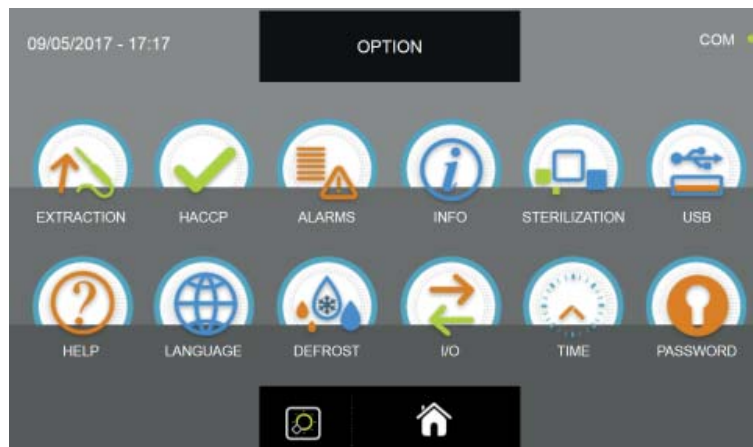 09/05/2017 - 17:17
OPTION
COM
EXTRACTION
HACCP
ALARMS
INFO
STERILIZATION
USB
HELP
LANGUAGE
DEFROST
I/O
TIME
PASSWORD